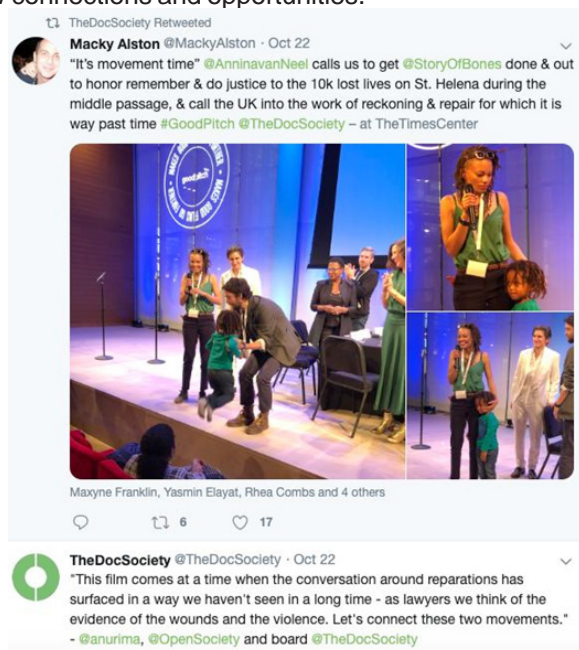 connections and opportunities.
TheDocSociety Retweeted
Macky Alston @MackyAlston · Oct 22
“It’s movement time” @AnninavanNeel calls us to get @StoryOfBones done & out
to honor remember & do justice to the 10k lost lives on St. Helena during the
middle passage, & call the UK into the work of reckoning & repair for which it is
way past time #GoodPitch @TheDocSociety – at TheTimesCenter
good pitch
Maxyne Franklin, Yasmin Elayat, Rhea Combs and 4 others
6
17
TheDocSociety @TheDocSociety · Oct 22
"This film comes at a time when the conversation around reparations has
surfaced in a way we haven't seen in a long time - as lawyers we think of the
evidence of the wounds and the violence. Let's connect these two movements."
- @anurima, @OpenSociety and board @TheDocSociety